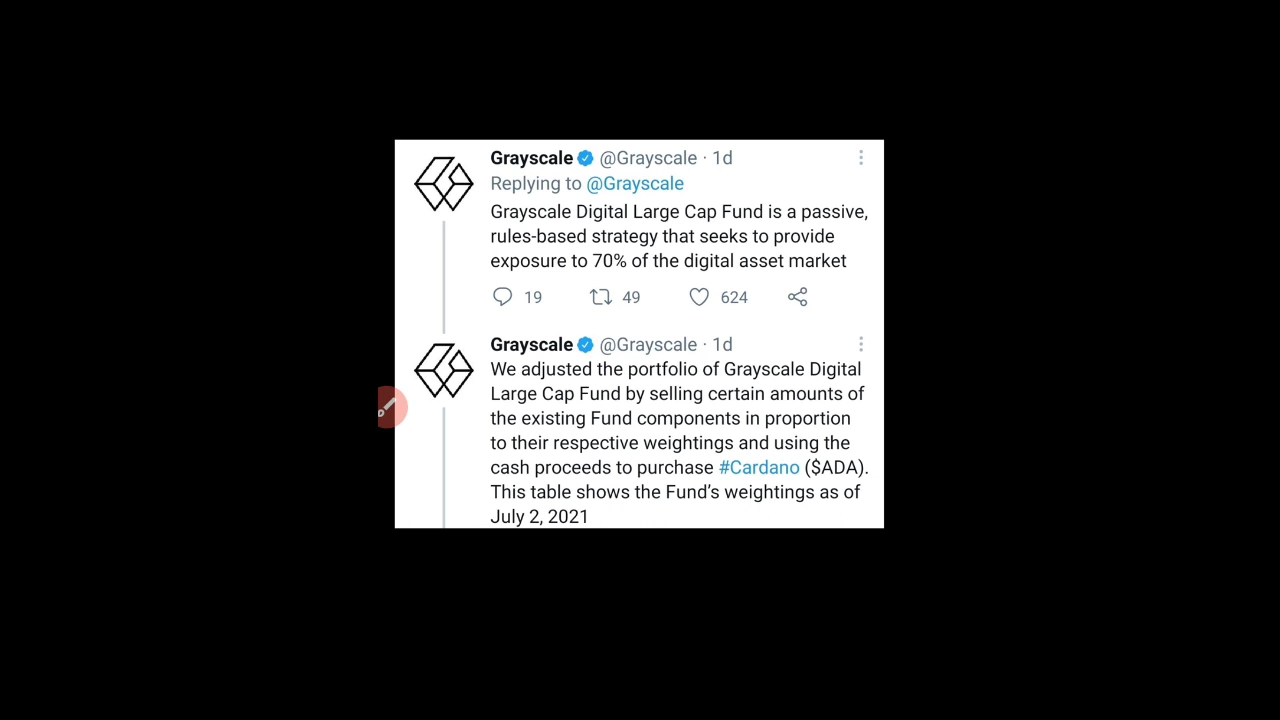 Grayscale @Grayscale · 1d
Replying to @Grayscale
Grayscale Digital Large Cap Fund is a passive,
rules-based strategy that seeks to provide
exposure to 70% of the digital asset market
19 49 624
Grayscale @Grayscale · 1d
We adjusted the portfolio of Grayscale Digital
Large Cap Fund by selling certain amounts of
the existing Fund components in proportion
to their respective weightings and using the
cash proceeds to purchase #Cardano ($ADA).
This table shows the Fund’s weightings as of
July 2, 2021